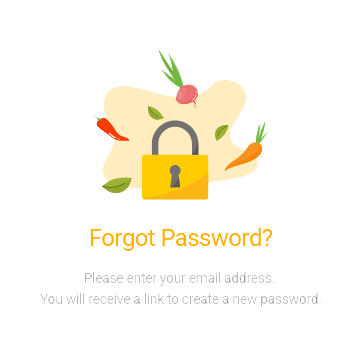 Forgot Password?
Please enter your email address.
You will receive a link to create a new password.